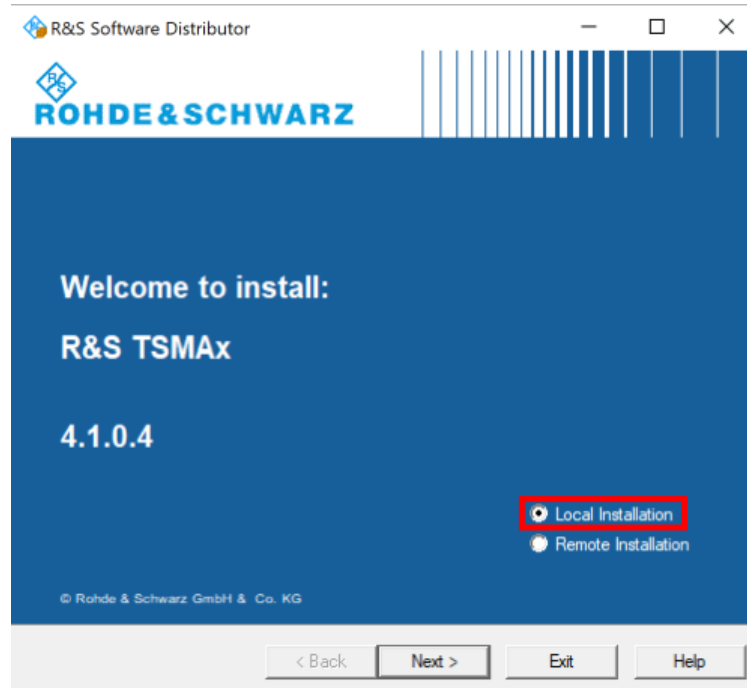 R&S Software Distributor
R&S
ROHDE&SCHWARZ
Welcome to install:
R&S TSMAx
4.1.0.4
Local Installation
Remote Installation
© Rohde & Schwarz GmbH & Co. KG
< Back Next > Exit Help